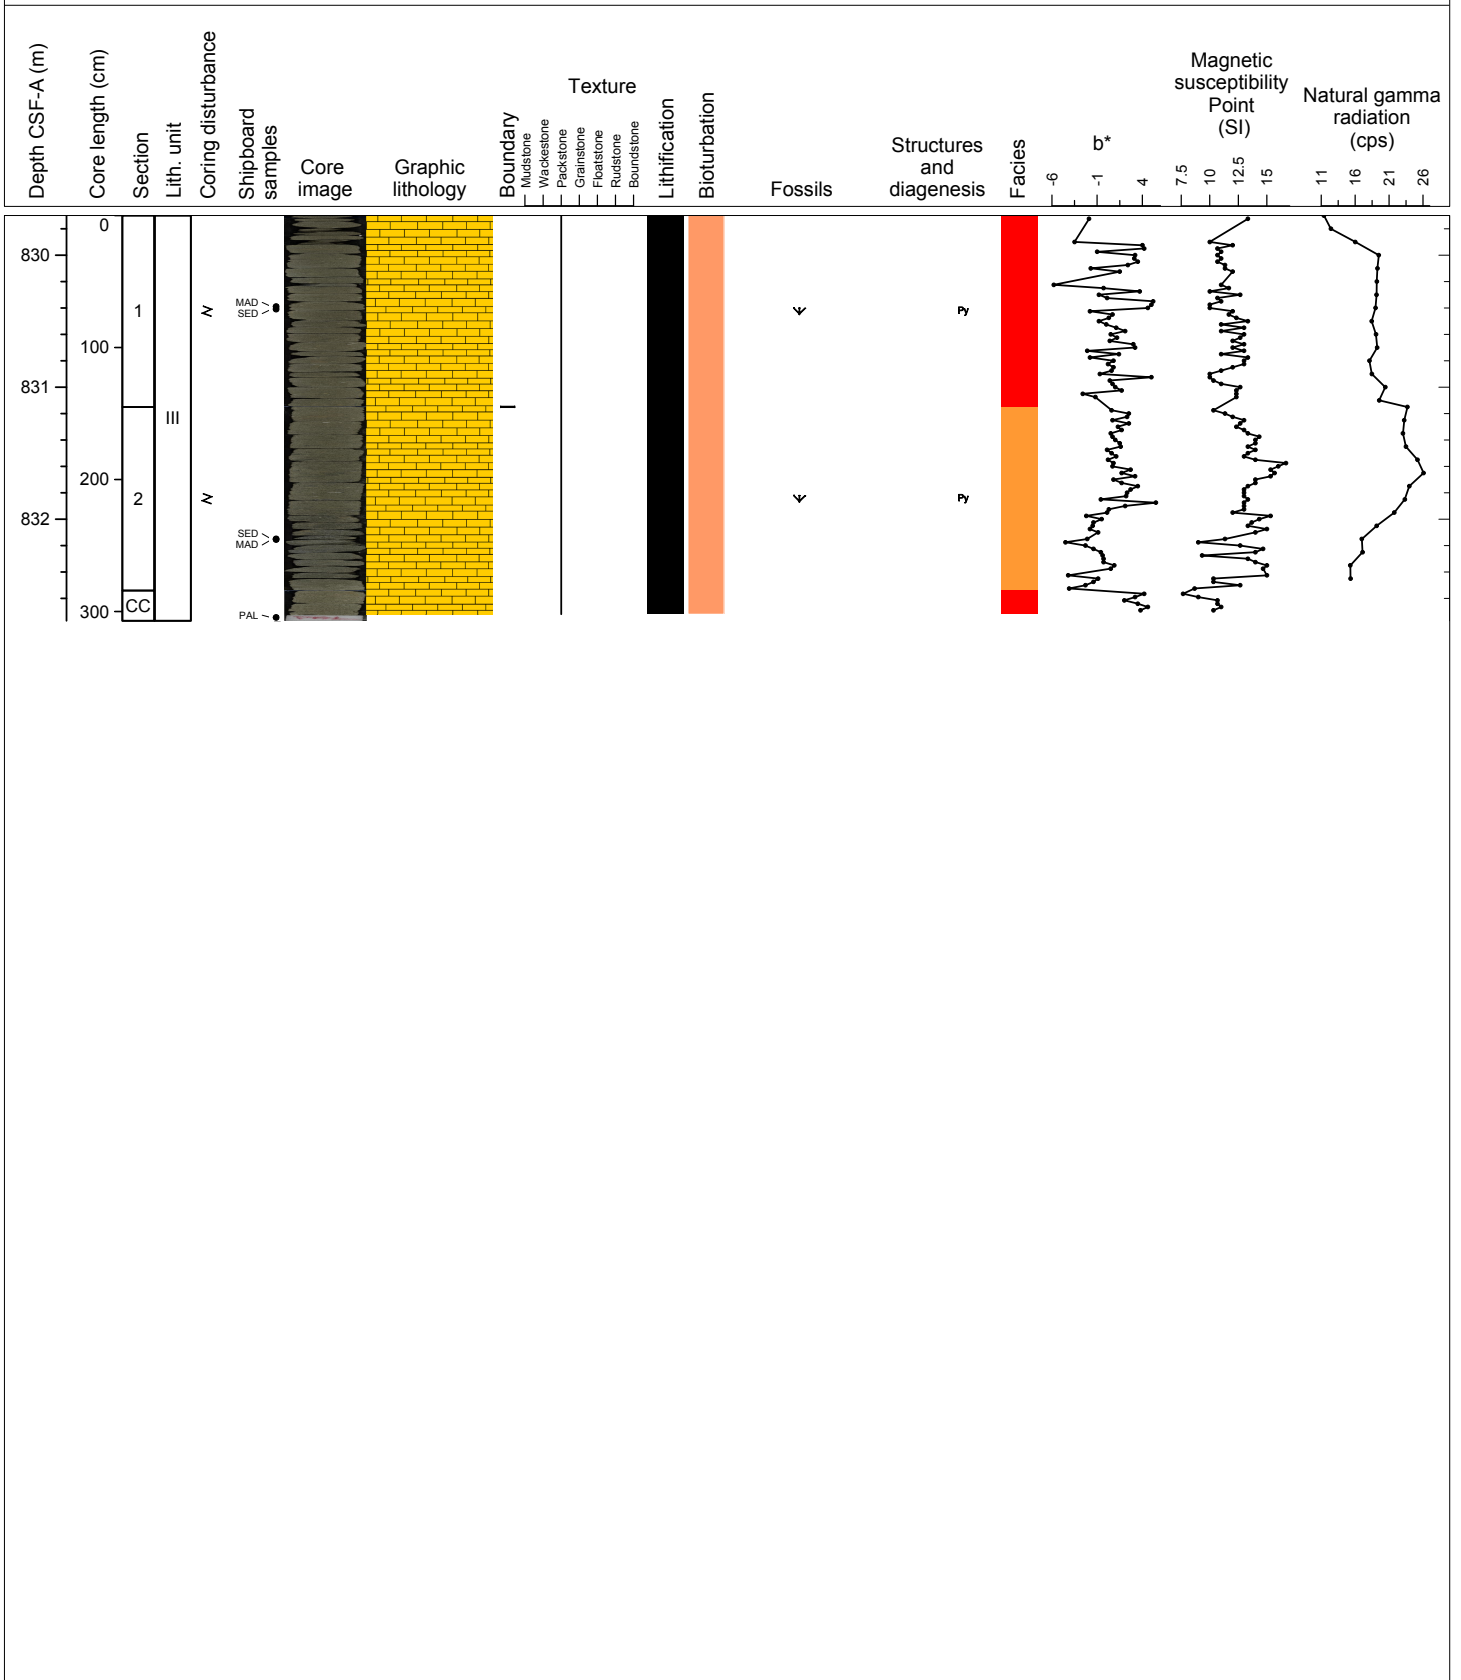 Depth CSF-A (m)
Core length (cm)
Section
Lith. unit
Coring disturbance
Shipboard
samples
Core
image
Graphic
lithology
Boundary
Texture
Mudstone
Wackestone
Packstone
Grainstone
Floatstone
Rudstone
Boundstone
Lithification
Bioturbation
Fossils
Structures
and
diagenesis
Facies
b*
-6
-1
4
Magnetic
susceptibility
Point
(SI)
7.5
10
12.5
15
Natural gamma
radiation
(cps)
11
16
21
26
0
830
MAD
SED
1
Py
100
831
III
200
2
Py
832
SED
MAD
CC
300
PAL